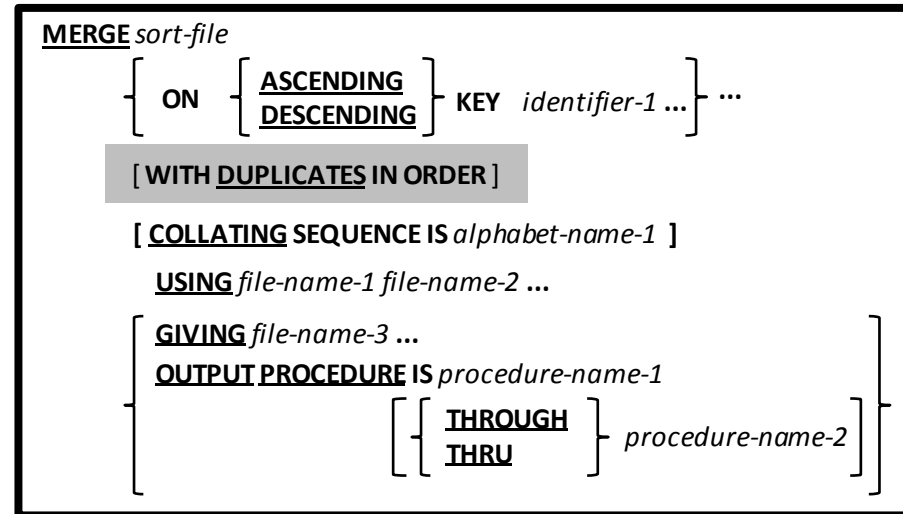 MERGE sort-file
ON ASCENDING DESCENDING KEY identifier-1 ... ...
[ WITH DUPLICATES IN ORDER ]
[ COLLATING SEQUENCE IS alphabet-name-1 ]
USING file-name-1 file-name-2 ...
GIVING file-name-3 ...
OUTPUT PROCEDURE IS procedure-name-1
THROUGH
THRU
procedure-name-2